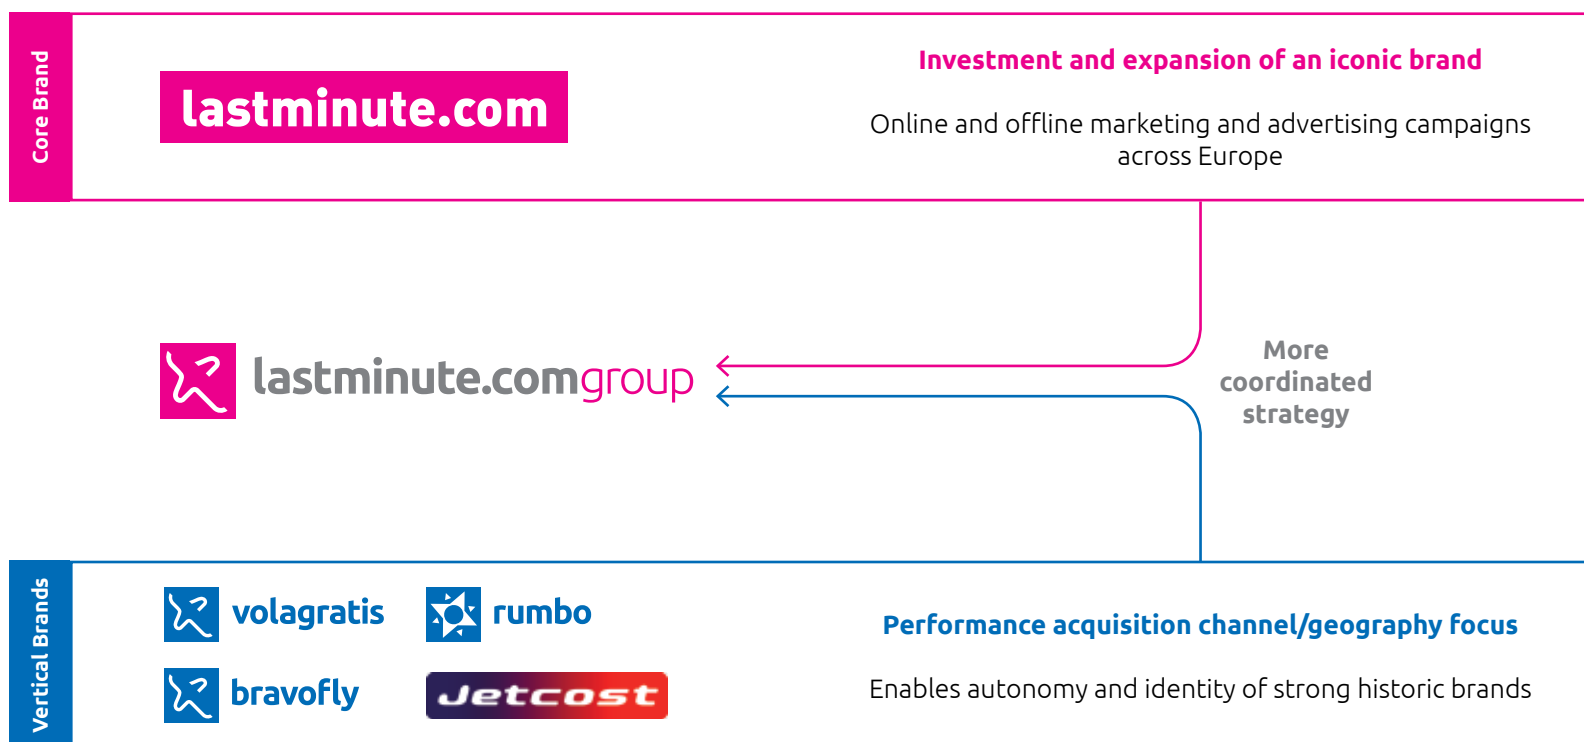 Core Brand
lastminute.com
Investment and expansion of an iconic brand
Online and offline marketing and advertising campaigns
across Europe
lastminute.comgroup
More
coordinated
strategy
Vertical Brands
volagratis
rumbo
bravofly
Jetcost
Performance acquisition channel/geography focus
Enables autonomy and identity of strong historic brands